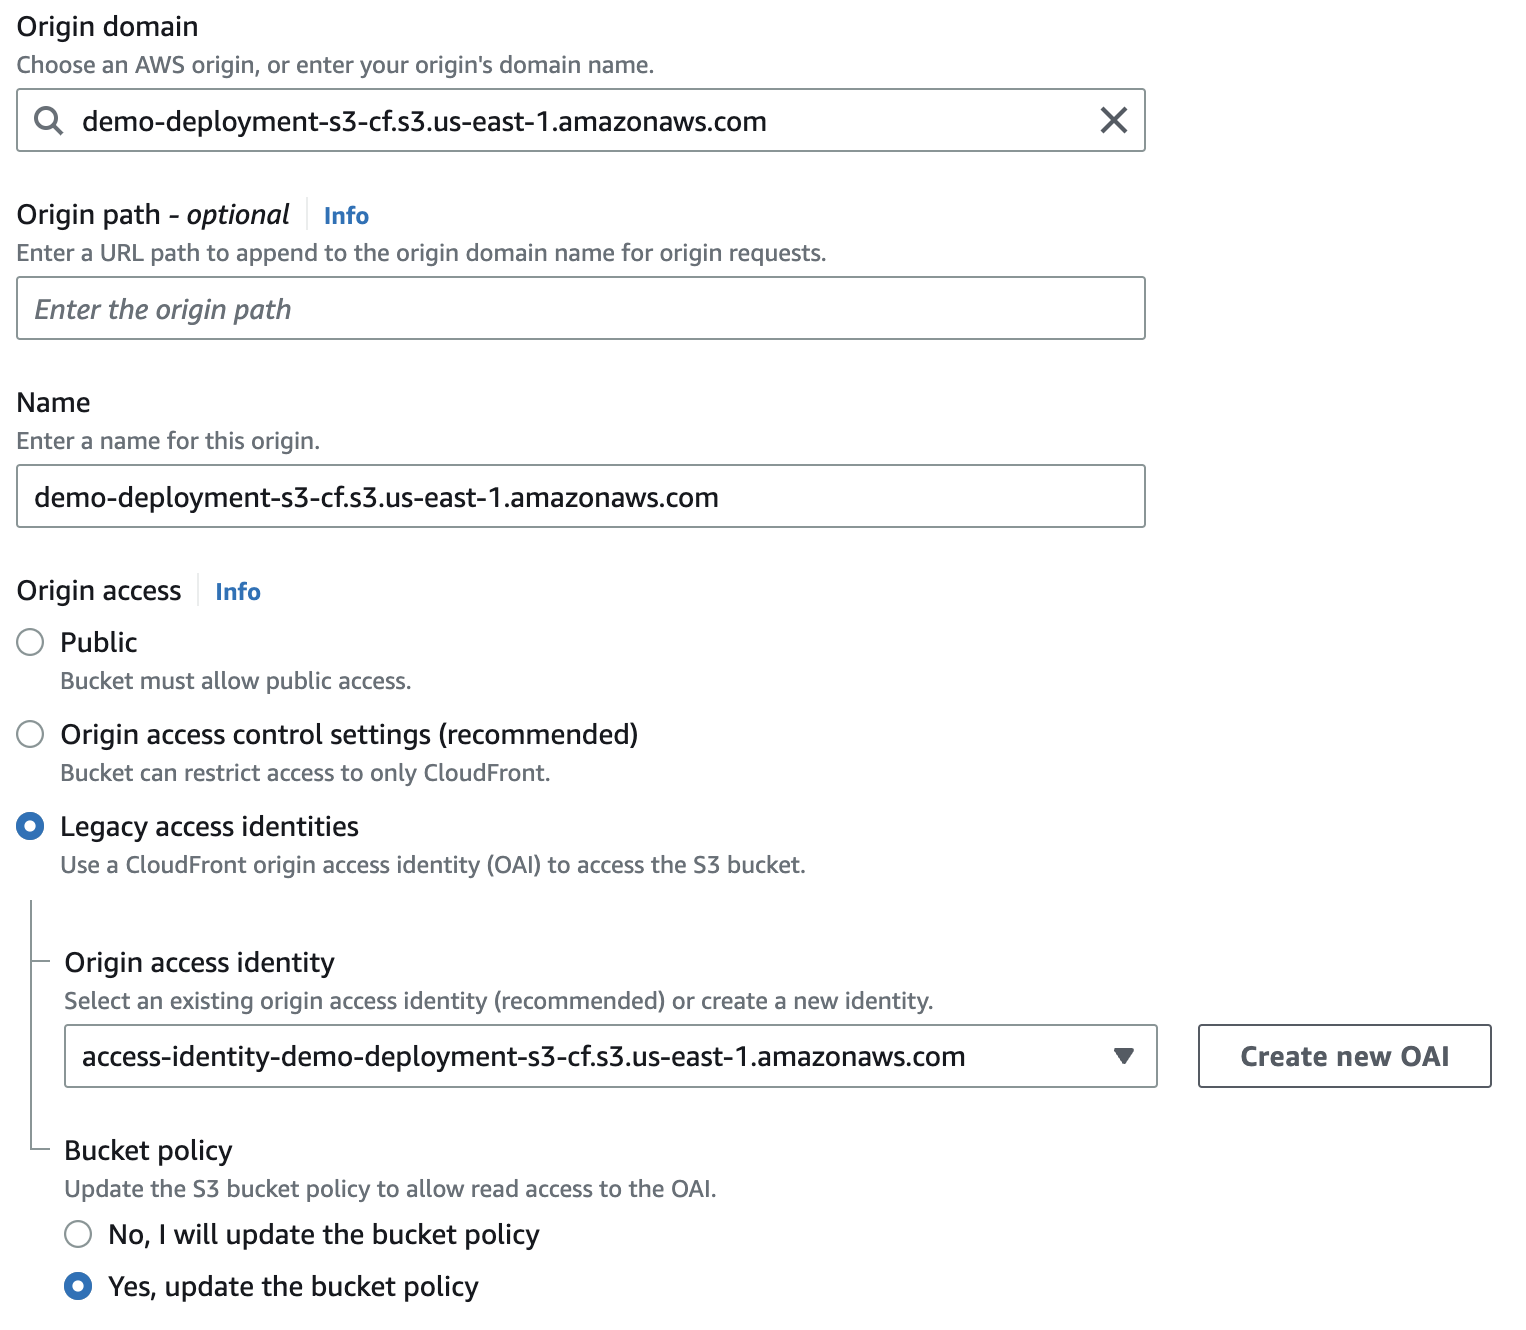 Origin domain
Choose an AWS origin, or enter your origin's domain name.
demo-deployment-s3-cf.s3.us-east-1.amazonaws.com
Origin path - optional Info
Enter a URL path to append to the origin domain name for origin requests.
Enter the origin path
Name
Enter a name for this origin.
demo-deployment-s3-cf.s3.us-east-1.amazonaws.com
Origin access Info
Public
Bucket must allow public access.
Origin access control settings (recommended)
Bucket can restrict access to only CloudFront.
Legacy access identities
Use a CloudFront origin access identity (OAI) to access the S3 bucket.
Origin access identity
Select an existing origin access identity (recommended) or create a new identity.
access-identity-demo-deployment-s3-cf.s3.us-east-1.amazonaws.com Create new OAI
Bucket policy
Update the S3 bucket policy to allow read access to the OAI.
No, I will update the bucket policy
Yes, update the bucket policy